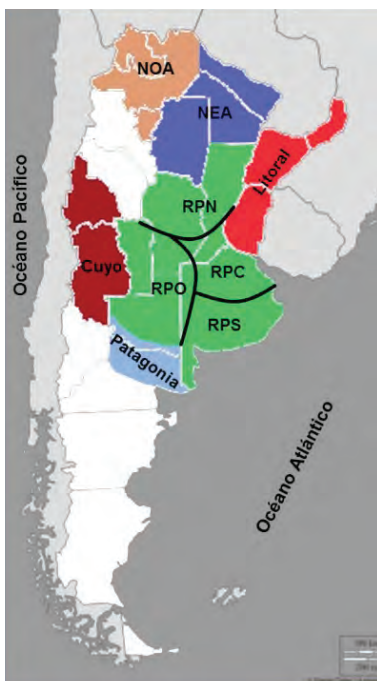 NOA
NEA
Litoral
RPN
Océano Pacífico
Cuyo
RPO
RPC
RPS
Patagonia
Océano Atlántico